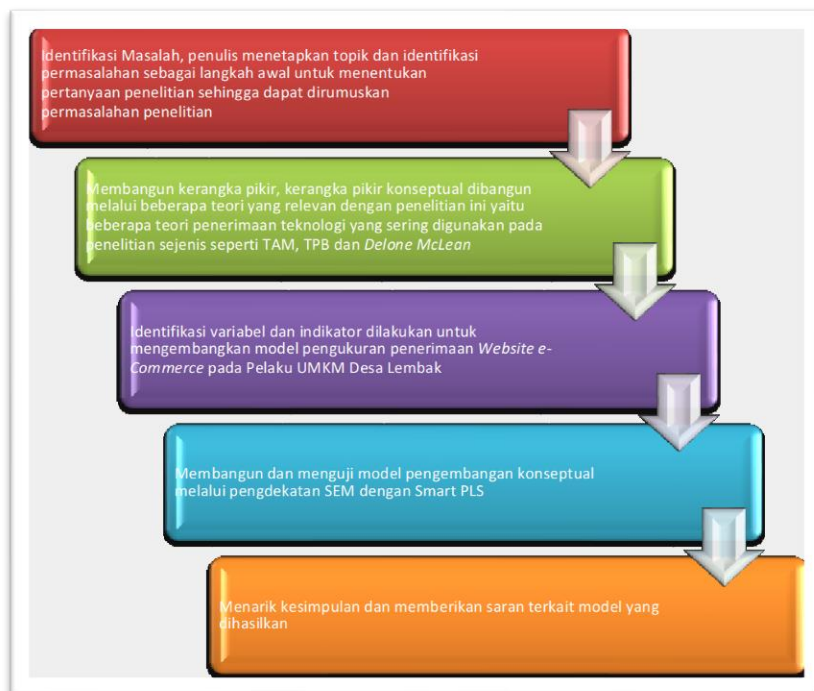 Identifikasi Masalah, penulis menetapkan topik dan identifikasi
permasalahan sebagai langkah awal untuk menentukan
pertanyaan penelitian sehingga dapat dirumuskan
permasalahan penelitian
Membangun kerangka pikir, kerangka pikir konseptual dibangun
melalui beberapa teori yang relevan dengan penelitian ini yaitu
beberapa teori penerimaan teknologi yang sering digunakan pada
penelitian sejenis seperti TAM, TPB dan Delone McLean
Identifikasi variabel dan indikator dilakukan untuk
mengembangkan model pengukuran penerimaan Website e-
Commerce pada Pelaku UMKM Desa Lembak
Membangun dan menguji model pengembangan konseptual
melalui pengdekatan SEM dengan Smart PLS
Menarik kesimpulan dan memberikan saran terkait model yang
dihasilkan